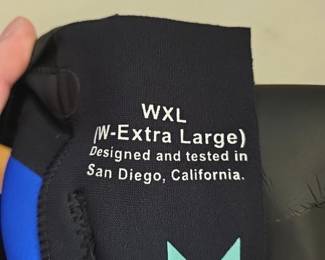 WXL
(W-Extra Large)
Designed and tested in
San Diego, California.